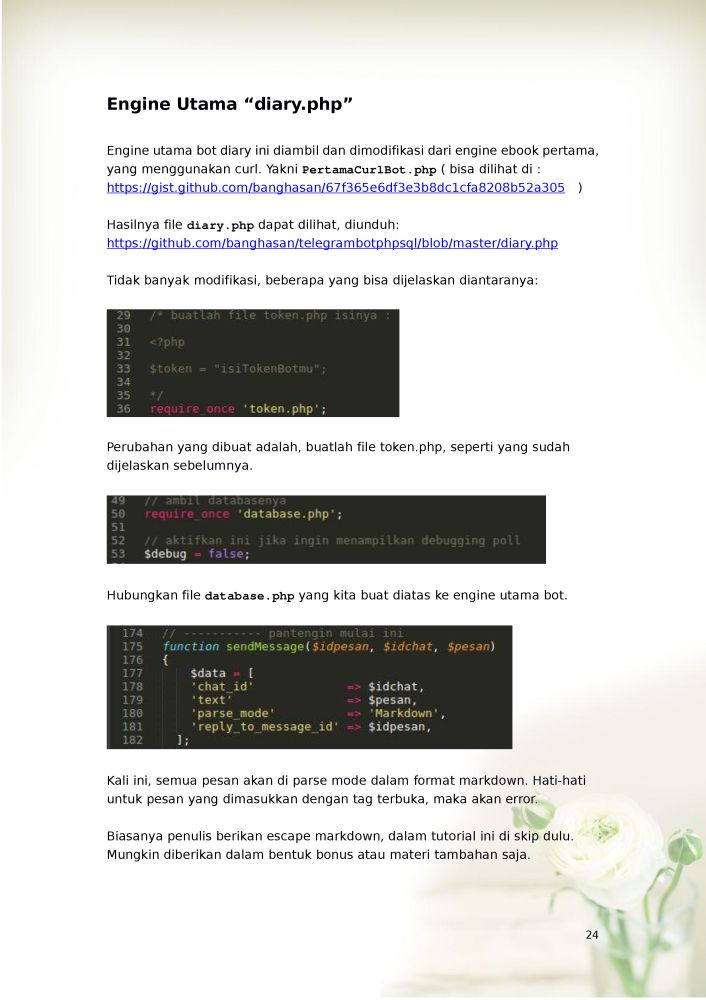 Engine Utama “diary.php”
Engine utama bot diary ini diambil dan dimodifikasi dari engine ebook pertama,
yang menggunakan curl. Yakni PertamaCurlBot.php ( bisa dilihat di :
https://gist.github.com/banghasan/67f365e6df3e3b8dc1cfa8208b52a305 )
Hasilnya file diary.php dapat dilihat, diunduh:
https://github.com/banghasan/telegrambotphpsql/blob/master/diary.php
Tidak banyak modifikasi, beberapa yang bisa dijelaskan diantaranya:
29 /* buatlah file token.php isinya :
30
31 <?php
32
33 $token = "isiTokenBotmu";
34
35 */
36 require_once 'token.php';
Perubahan yang dibuat adalah, buatlah file token.php, seperti yang sudah
dijelaskan sebelumnya.
49 // ambil databasenya
50 require_once 'database.php';
51
52 // aktifkan ini jika ingin menampilkan debugging poll
53 $debug = false;
Hubungkan file database.php yang kita buat diatas ke engine utama bot.
174 // ----------- pantengin mulai ini
175 function sendMessage($idpesan, $idchat, $pesan)
176 {
177 $data = [
178 'chat_id' => $idchat,
179 'text' => $pesan,
180 'parse_mode' => 'Markdown',
181 'reply_to_message_id' => $idpesan,
182 ];
Kali ini, semua pesan akan di parse mode dalam format markdown. Hati-hati
untuk pesan yang dimasukkan dengan tag terbuka, maka akan error.
Biasanya penulis berikan escape markdown, dalam tutorial ini di skip dulu.
Mungkin diberikan dalam bentuk bonus atau materi tambahan saja.
24